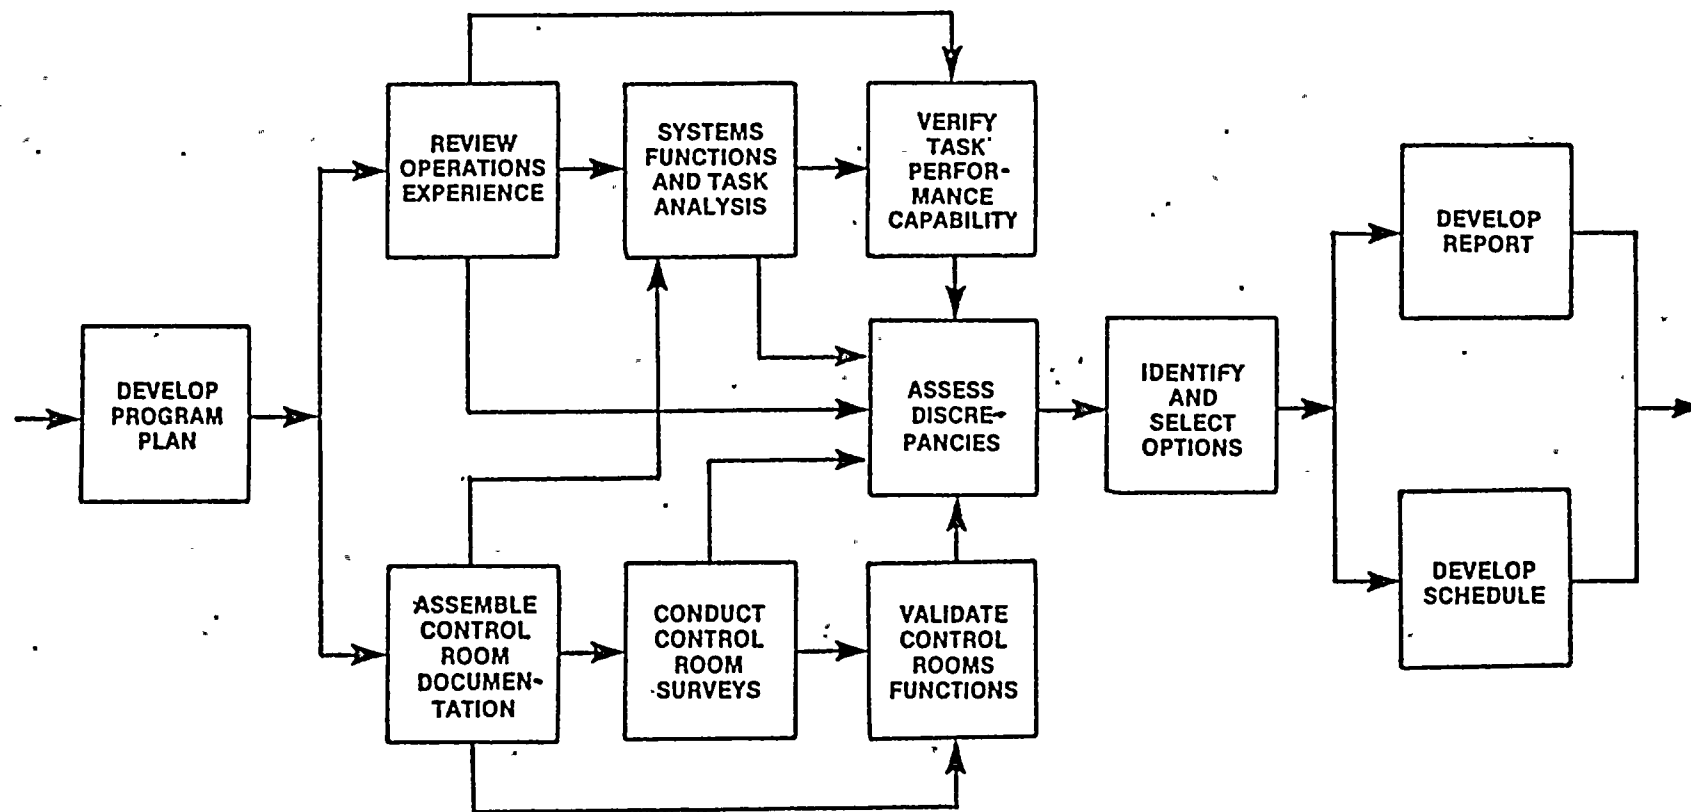 DEVELOP
PROGRAM
PLAN
REVIEW
OPERATIONS
EXPERIENCE
SYSTEMS
FUNCTIONS
AND TASK
ANALYSIS
VERIFY
TASK
PERFOR-
MANCE
CAPABILITY
ASSEMBLE
CONTROL
ROOM
DOCUMEN-
TATION
CONDUCT
CONTROL
ROOM
SURVEYS
VALIDATE
CONTROL
ROOMS
FUNCTIONS
ASSESS
DISCRE-
PANCIES
IDENTIFY
AND
SELECT
OPTIONS
DEVELOP
REPORT
DEVELOP
SCHEDULE